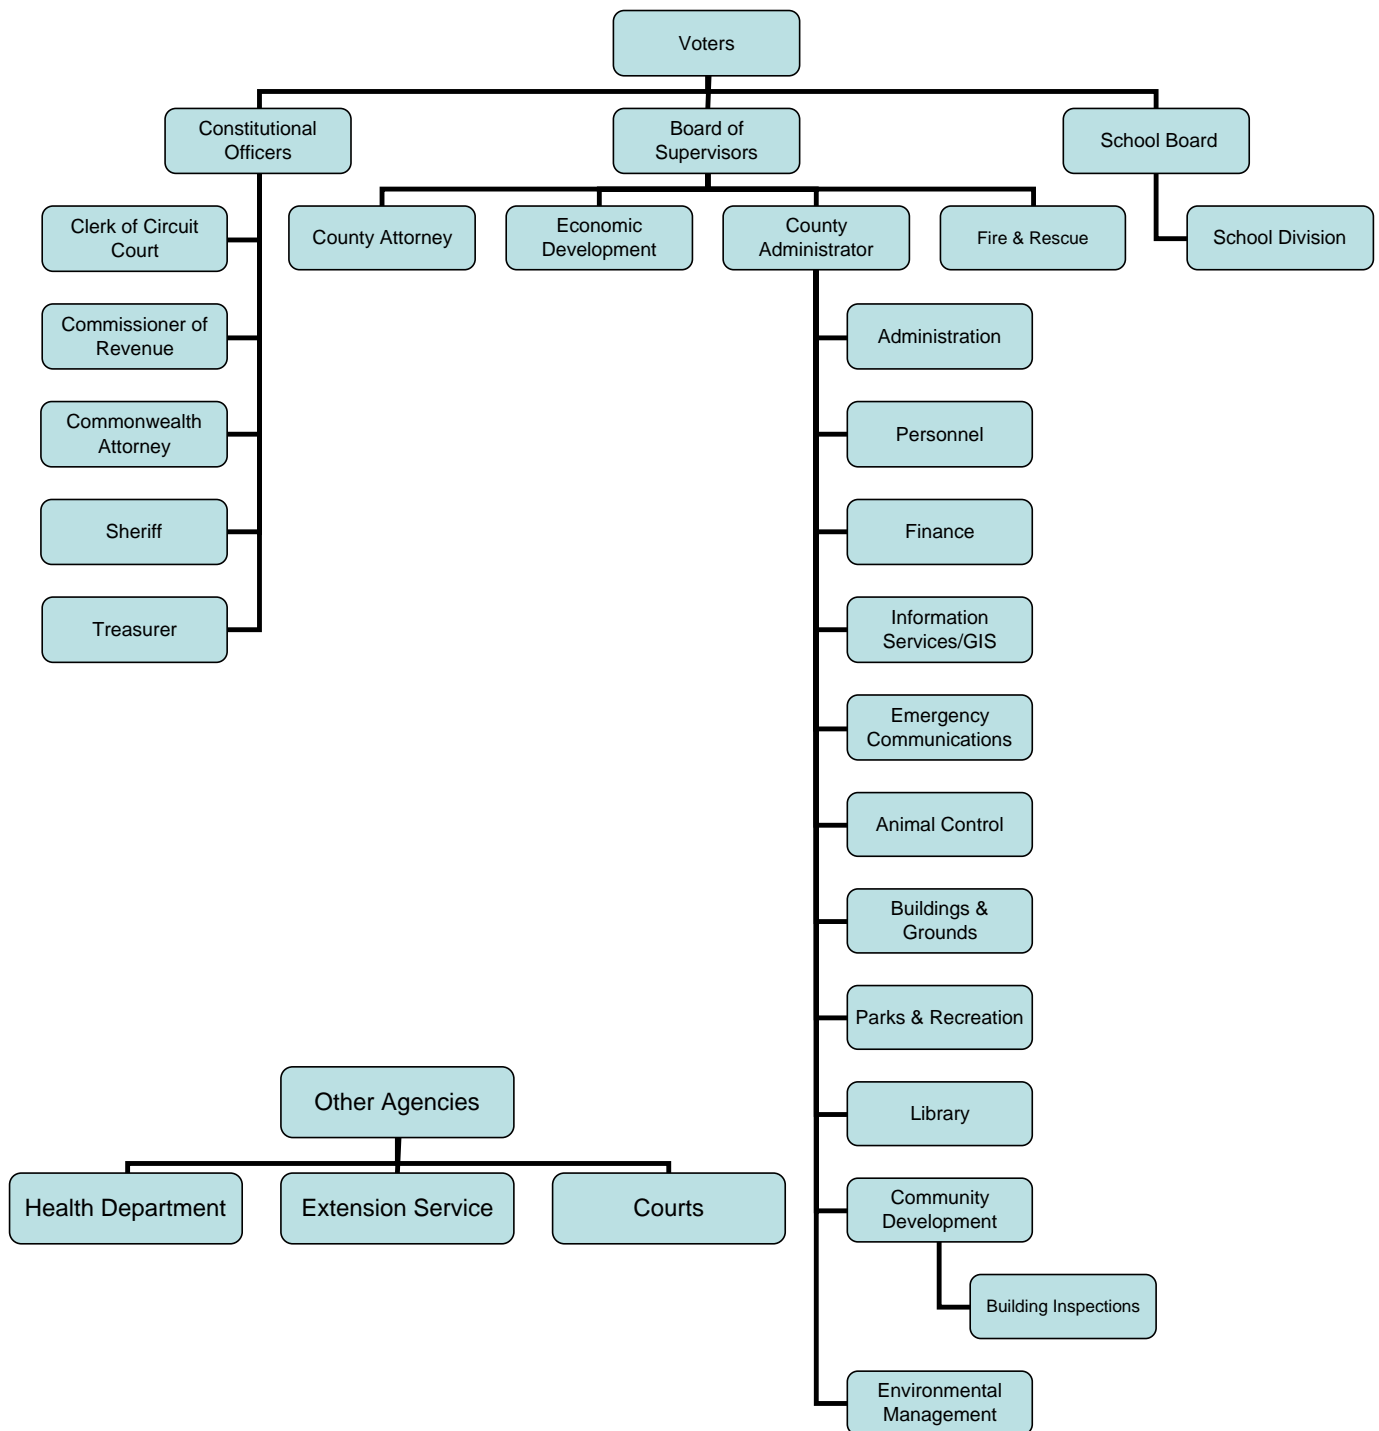 Voters
Constitutional
Officers
Board of
Supervisors
School Board
Clerk of Circuit
Court
County Attorney
Economic
Development
County
Administrator
Fire & Rescue
School Division
Commissioner of
Revenue
Administration
Commonwealth
Attorney
Personnel
Sheriff
Finance
Treasurer
Information
Services/GIS
Emergency
Communications
Animal Control
Buildings &
Grounds
Parks & Recreation
Other Agencies
Library
Health Department
Extension Service
Courts
Community
Development
Building Inspections
Environmental
Management